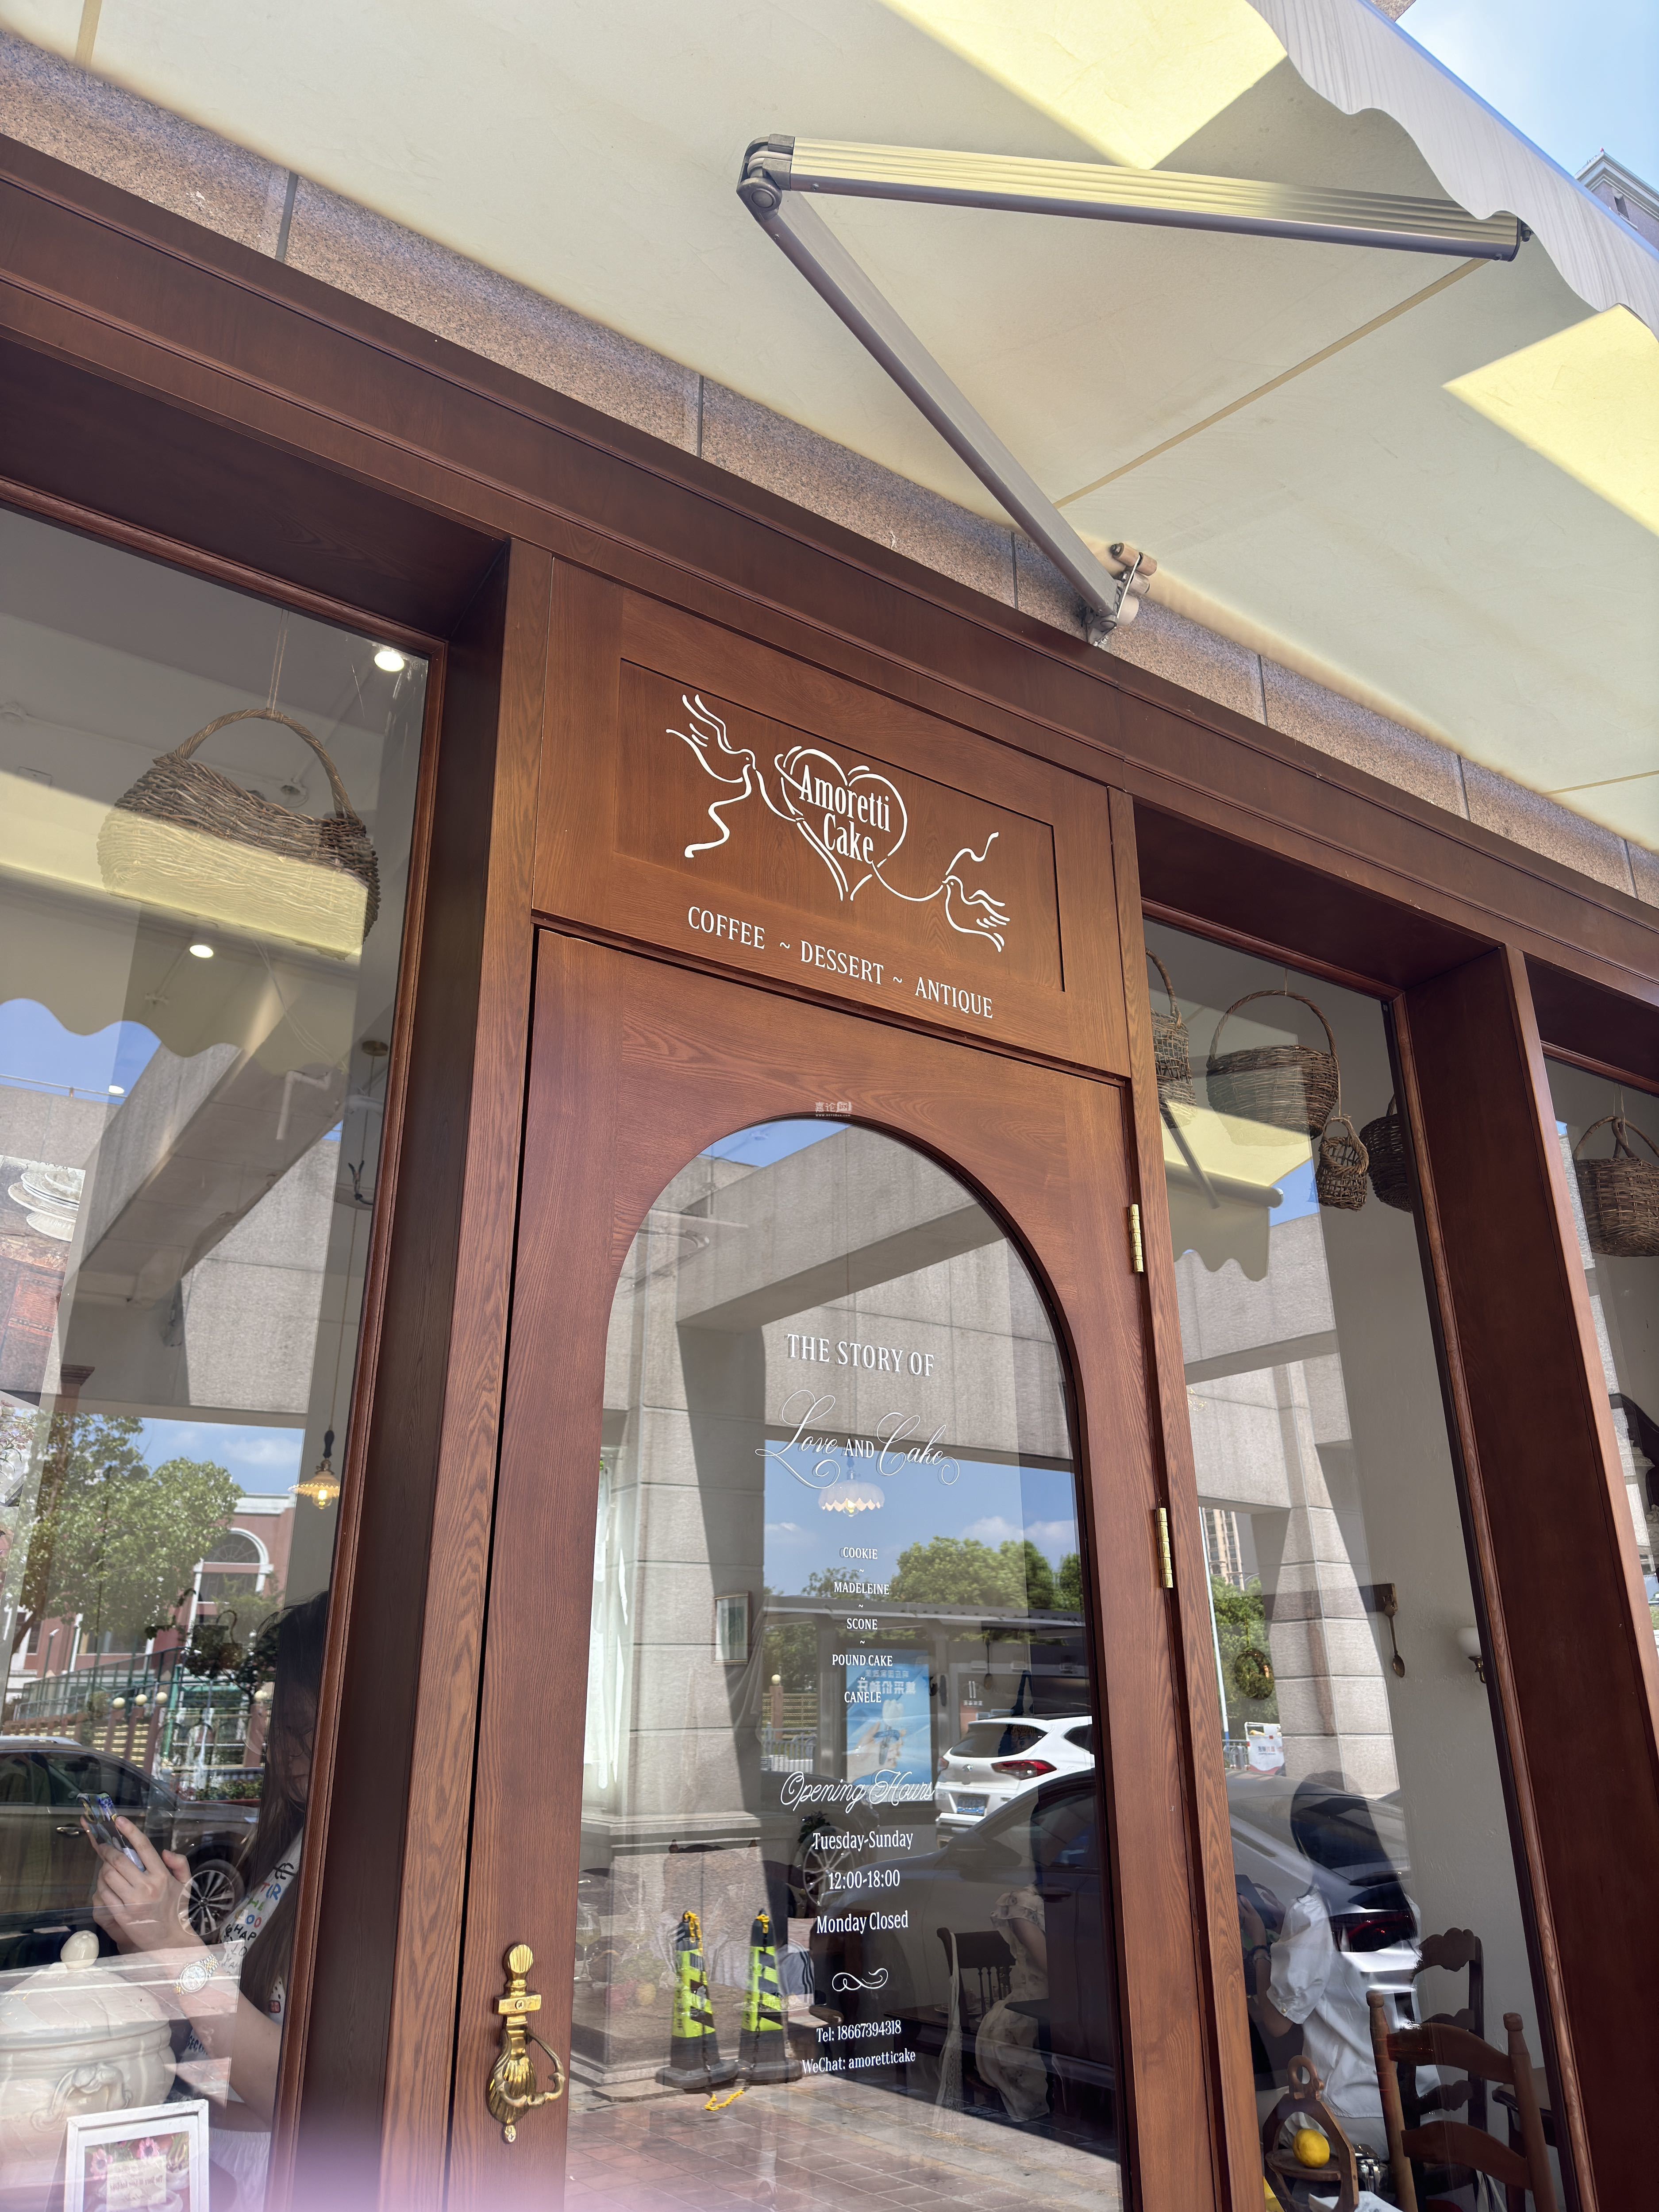 Amoretti
Cake
COFFEE ~ DESSERT ~ ANTIQUE
THE STORY OF
Love AND Cake
COOKIE
~
MADELEINE
~
SCONE
~
POUND CAKE
~
CANELE
Opening Hours
Tuesday-Sunday
12:00-18:00
Monday Closed
Tel: 18667394318
WeChat: amoretticake